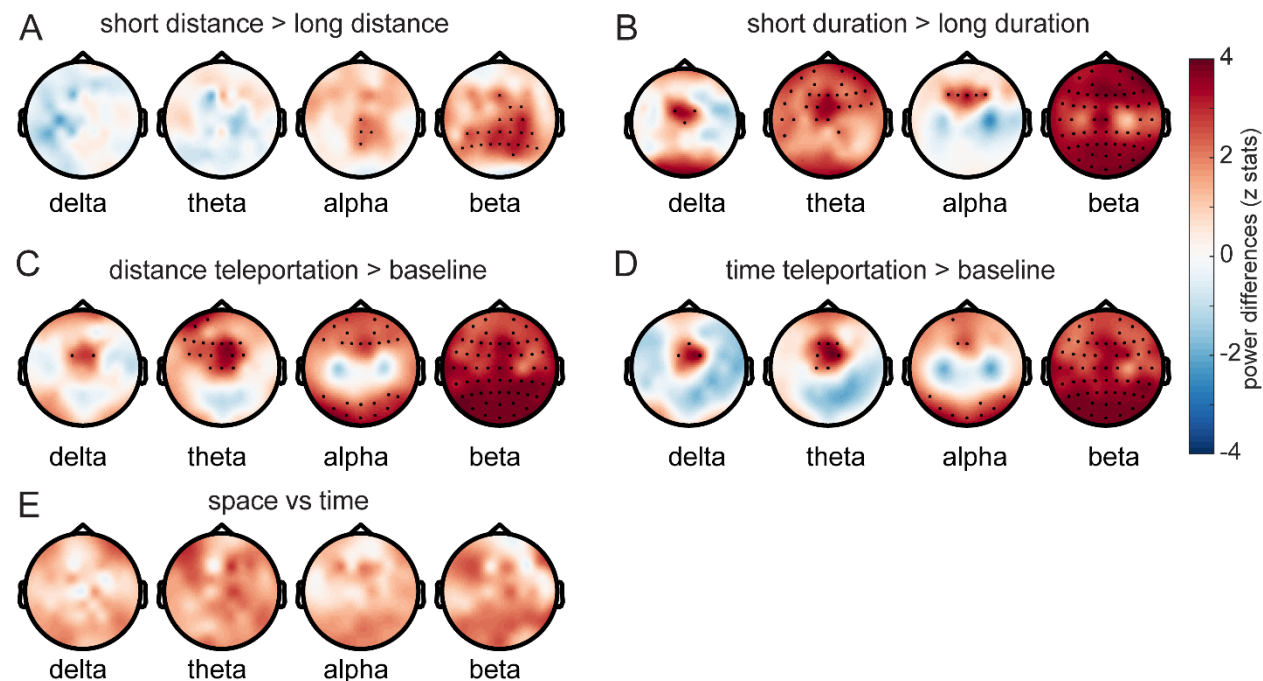 A short distance > long distance
delta theta alpha beta
B short duration > long duration
delta theta alpha beta
4
2
0
-2
-4
power differences (z stats)
C distance teleportation > baseline
delta theta alpha beta
D time teleportation > baseline
delta theta alpha beta
E space vs time
delta theta alpha beta